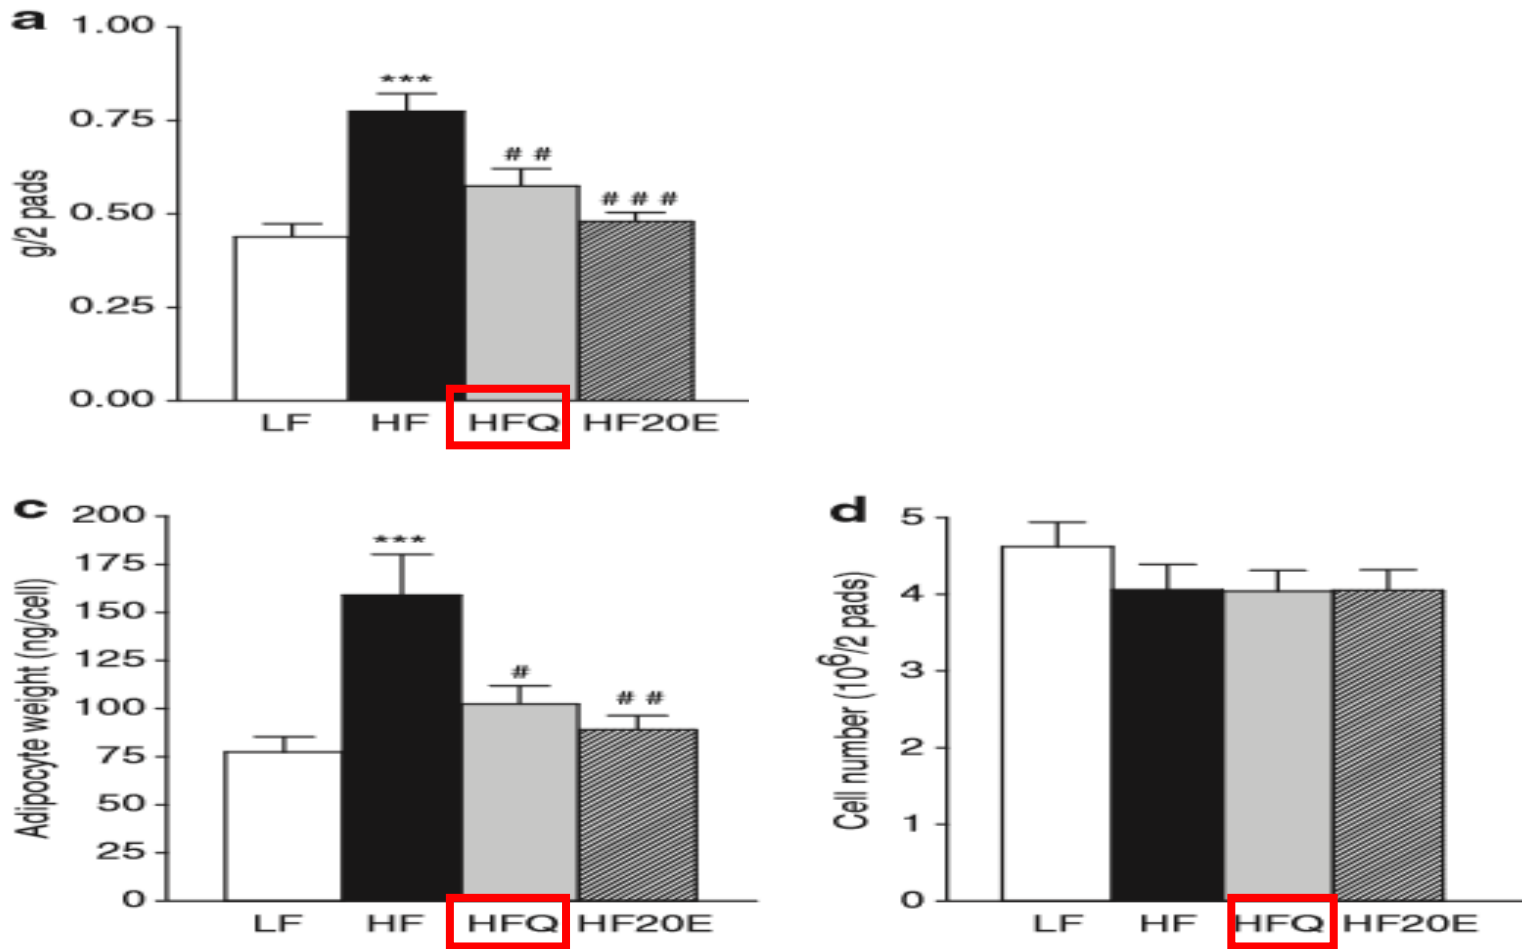 a
1.00
0.75
0.50
0.25
0.00
g/2 pads
***
# #
# # #
LF HF HFQ HF20E
c
200
175
150
125
100
75
50
25
0
Adipocyte weight (ng/cell)
***
#
# #
LF HF HFQ HF20E
d
5
4
3
2
1
0
Cell number (10⁶/2 pads)
LF HF HFQ HF20E